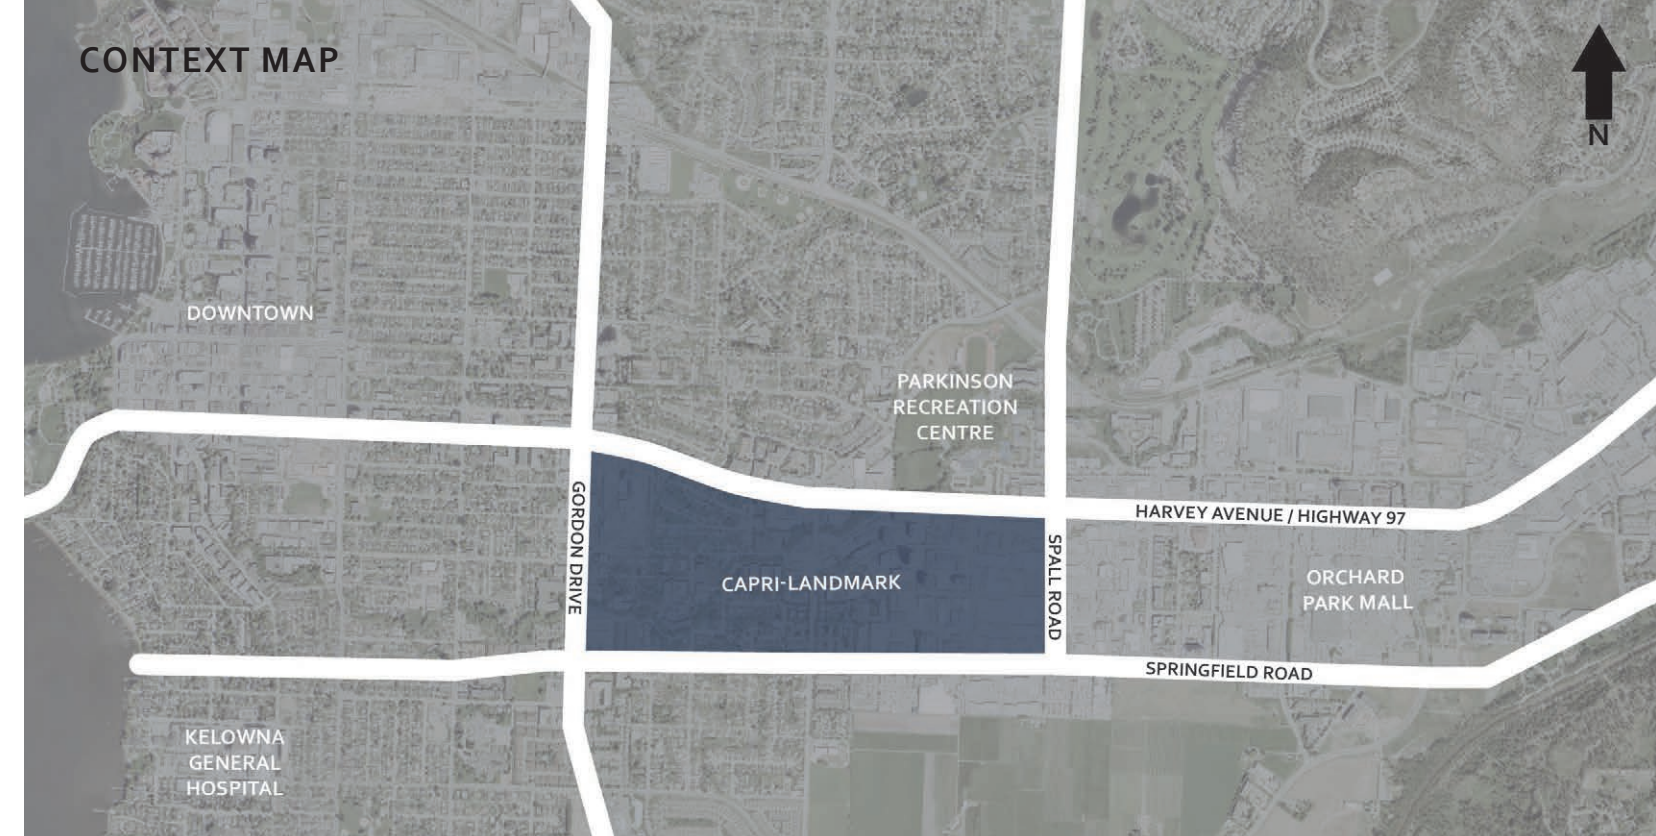 CONTEXT MAP
N
DOWNTOWN
PARKINSON
RECREATION
CENTRE
GORDON DRIVE
HARVEY AVENUE / HIGHWAY 97
SPALL ROAD
CAPRI-LANDMARK
ORCHARD
PARK MALL
SPRINGFIELD ROAD
KELOWNA
GENERAL
HOSPITAL